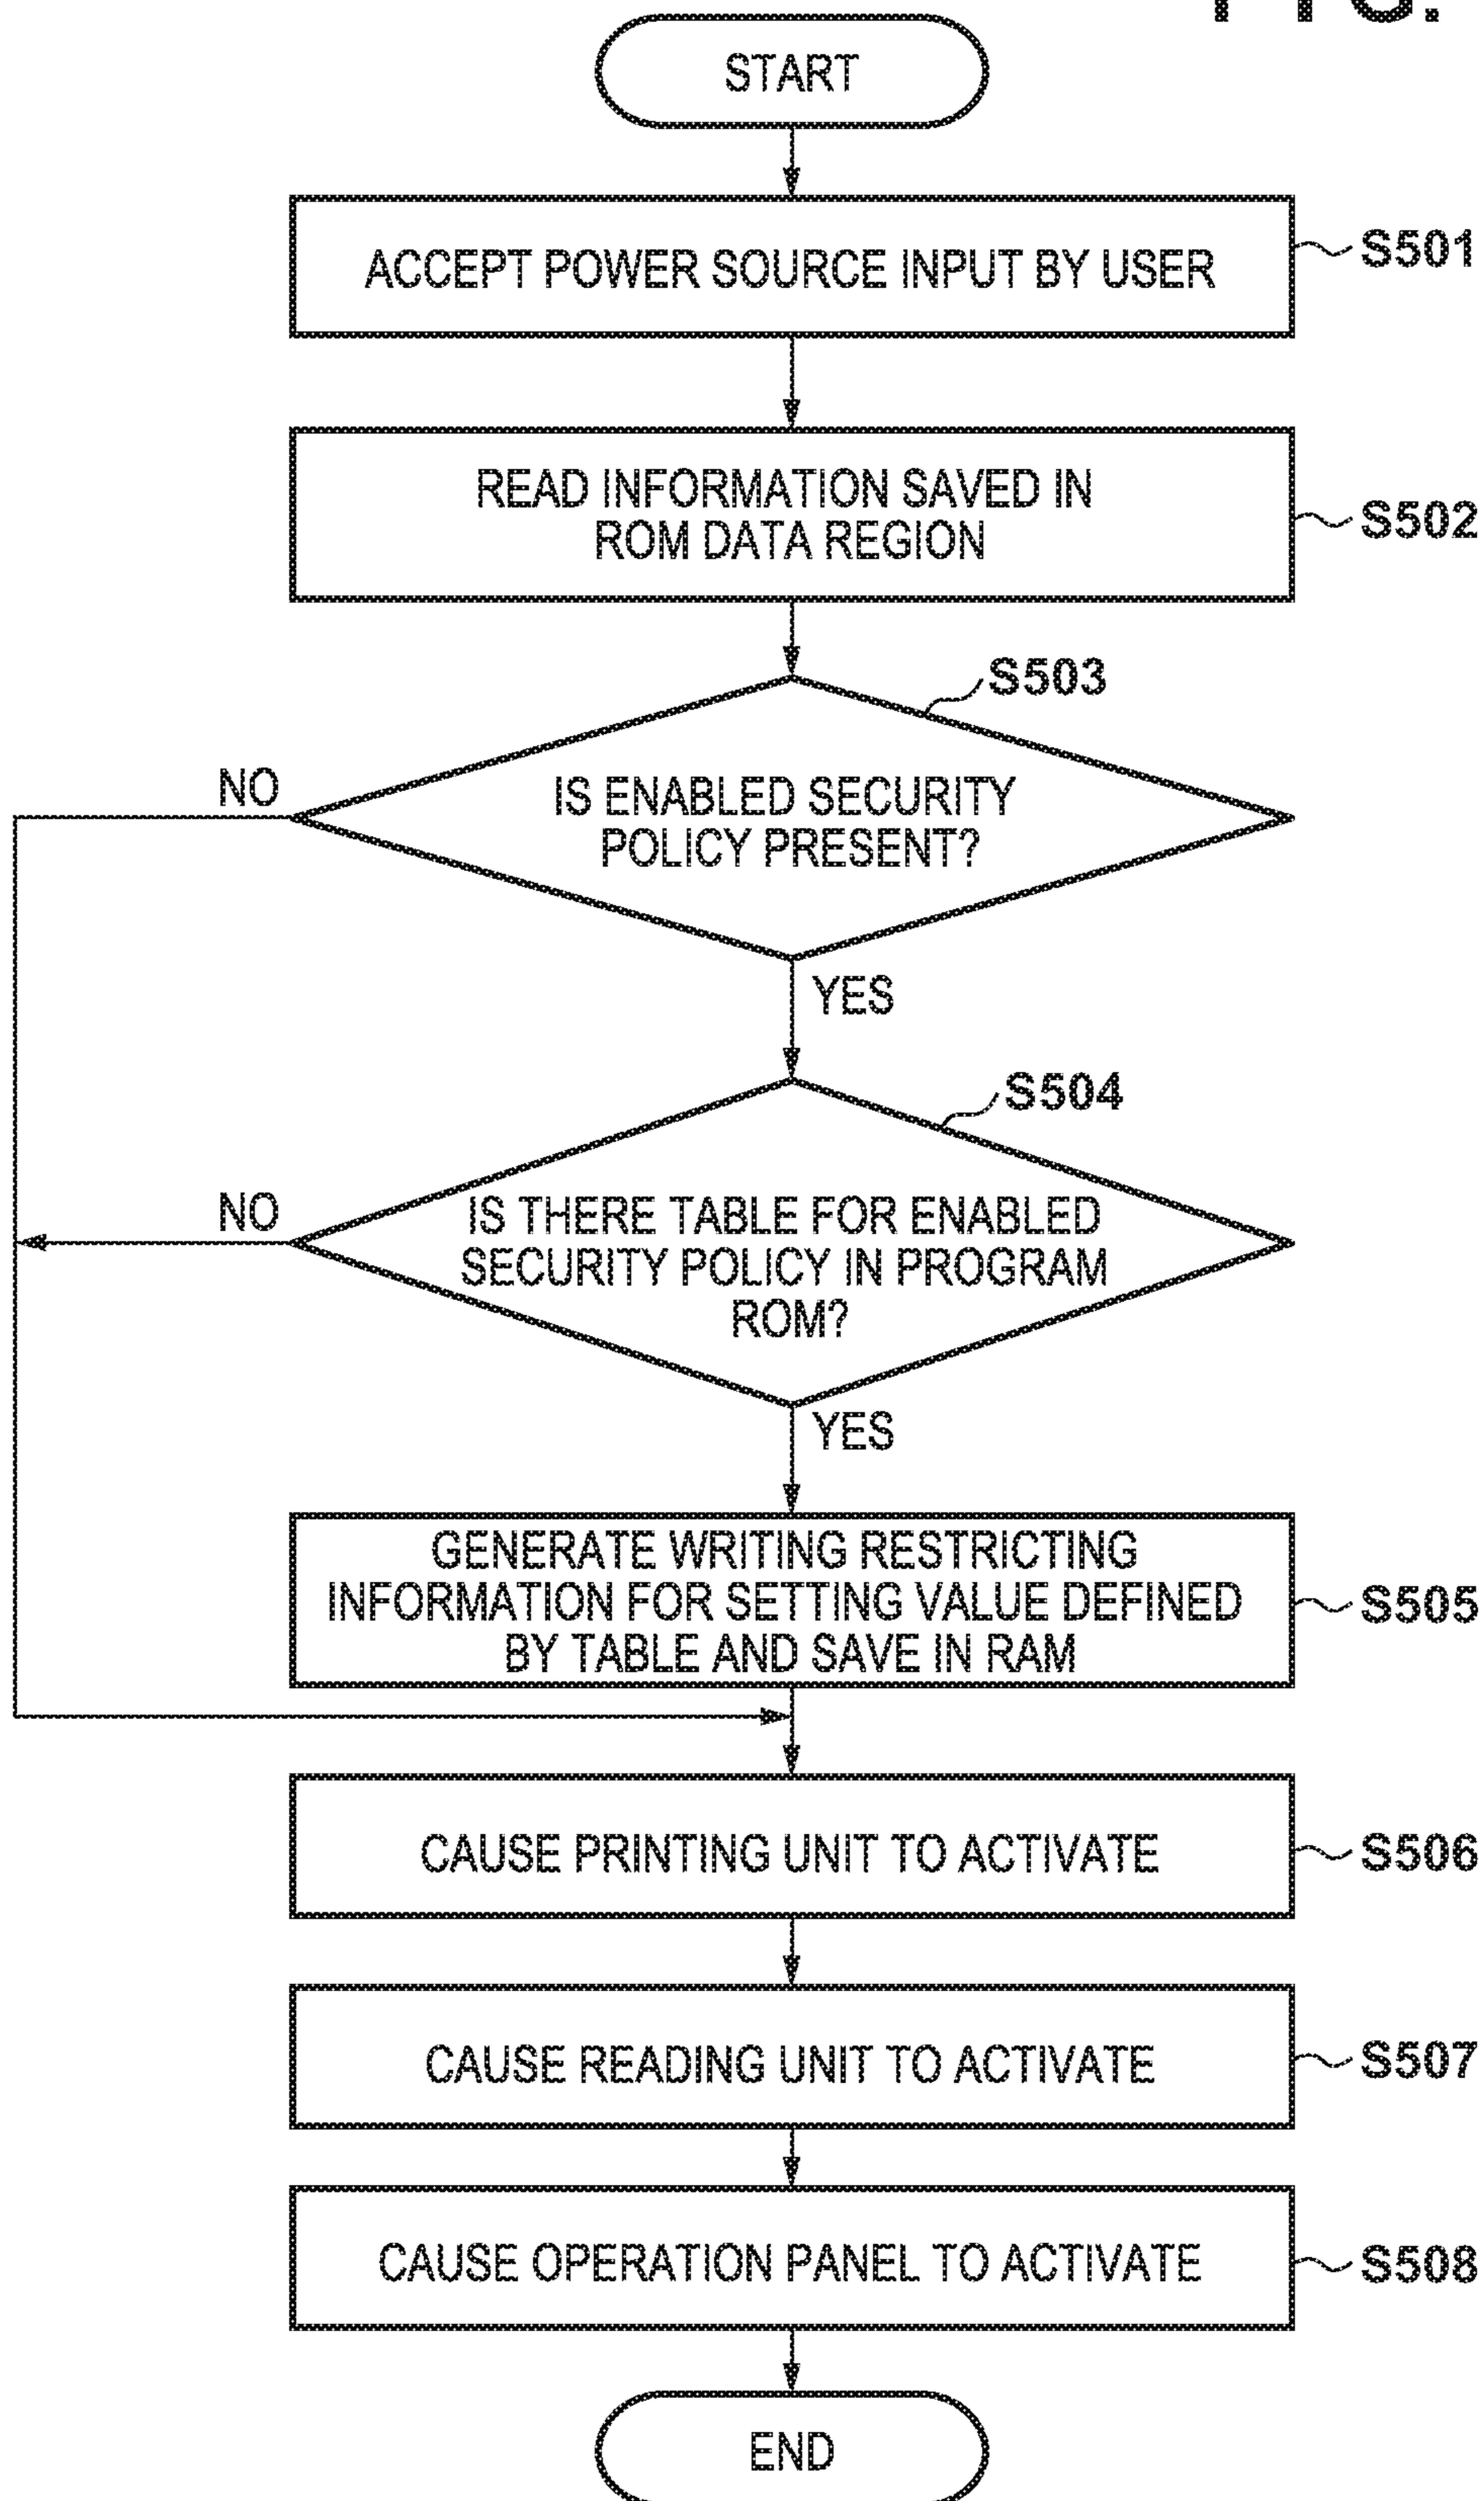 FIG.
START
ACCEPT POWER SOURCE INPUT BY USER
S501
READ INFORMATION SAVED IN
ROM DATA REGION
S502
S503
NO
IS ENABLED SECURITY
POLICY PRESENT?
YES
S504
NO
IS THERE TABLE FOR ENABLED
SECURITY POLICY IN PROGRAM
ROM?
YES
GENERATE WRITING RESTRICTING
INFORMATION FOR SETTING VALUE DEFINED
BY TABLE AND SAVE IN RAM
S505
CAUSE PRINTING UNIT TO ACTIVATE
S506
CAUSE READING UNIT TO ACTIVATE
S507
CAUSE OPERATION PANEL TO ACTIVATE
S508
END